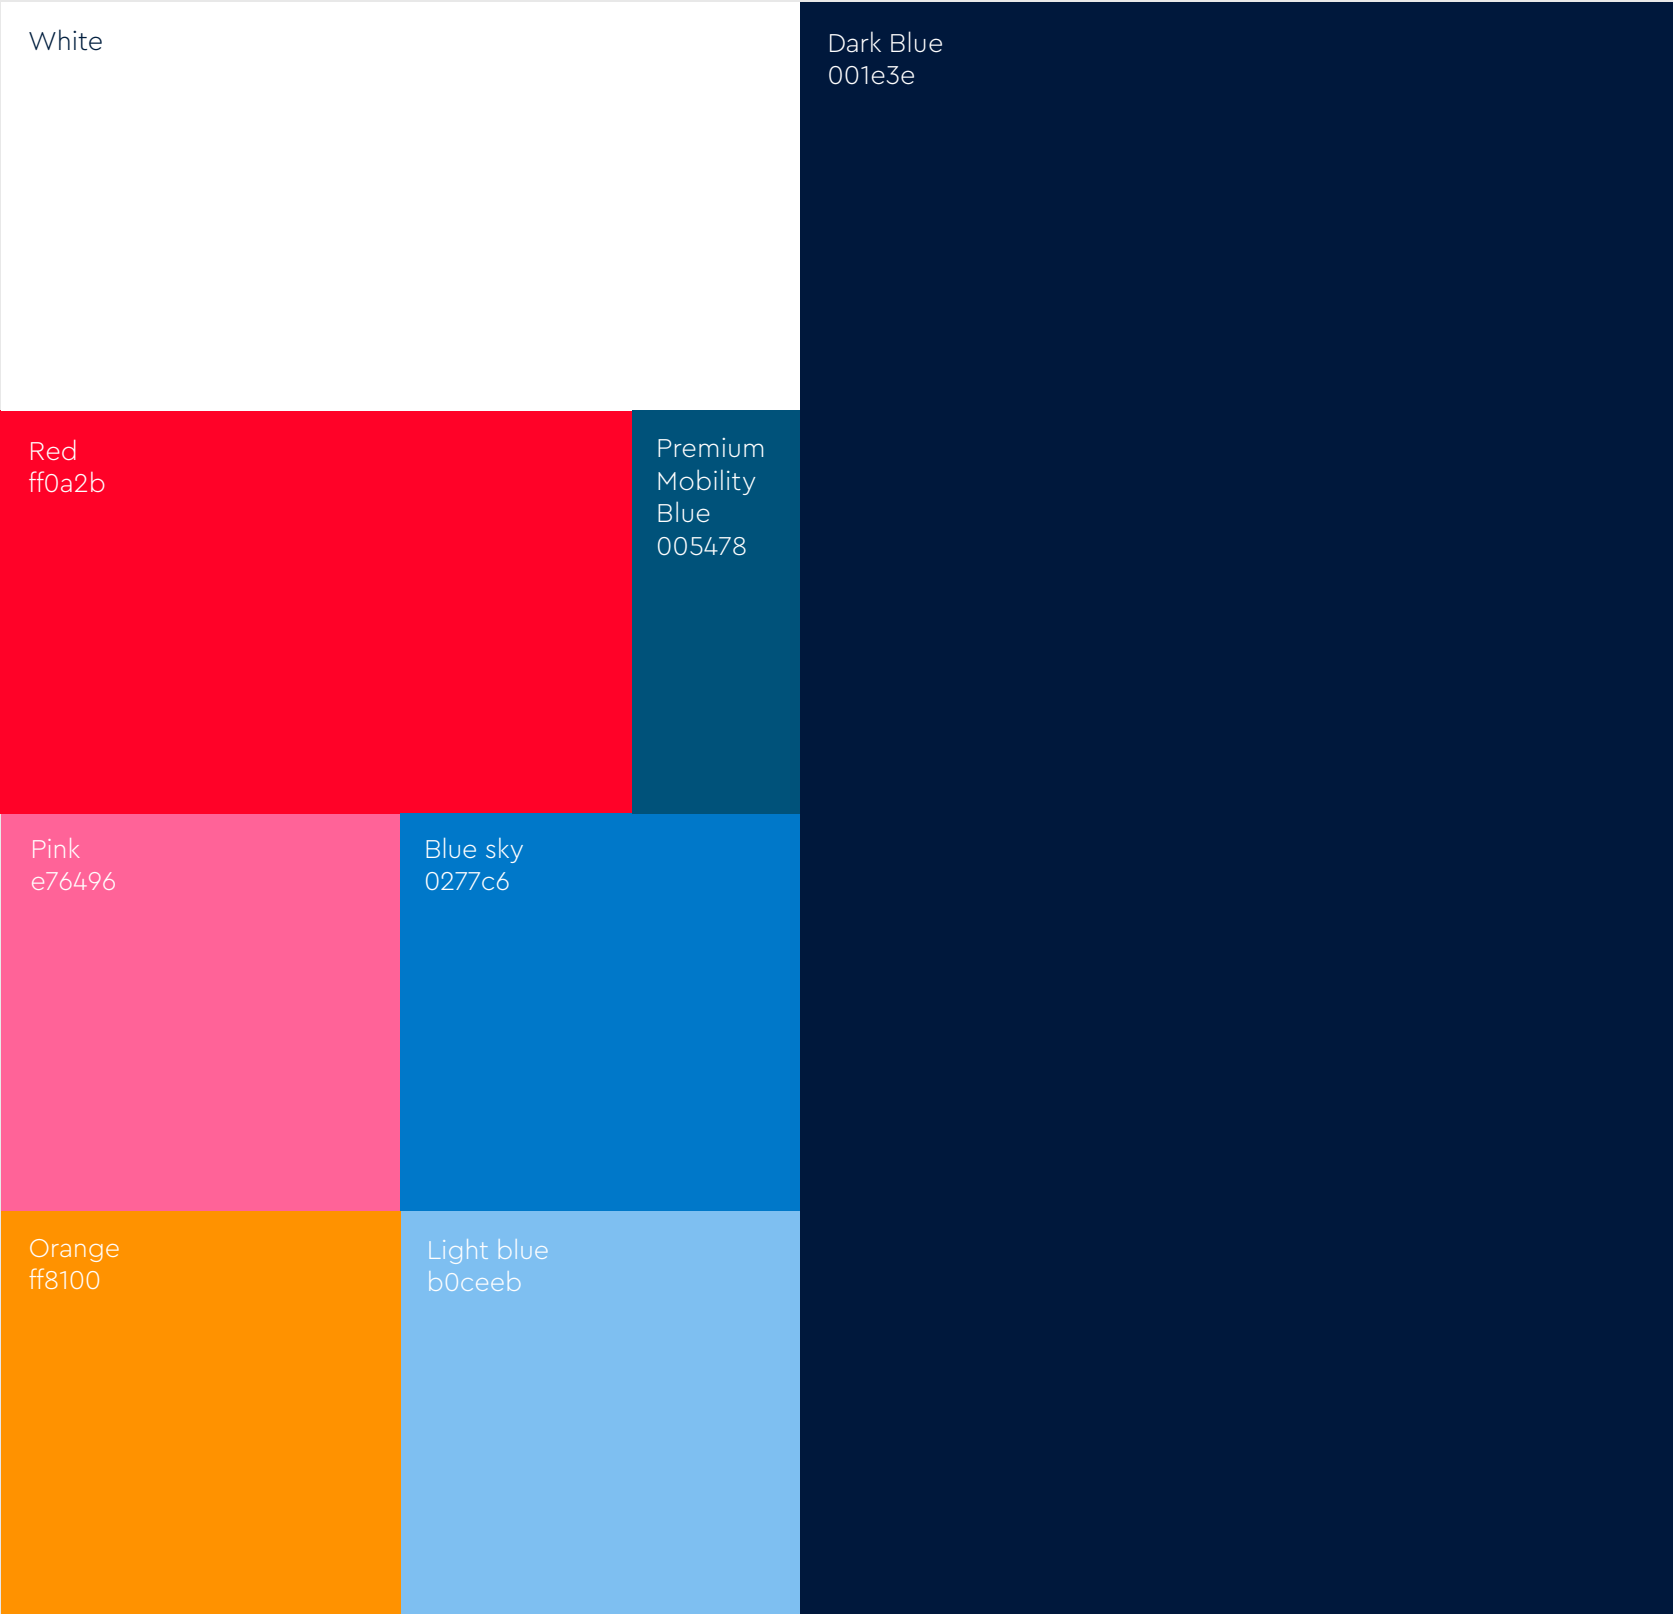 White
Dark Blue
001e3e
Red
ff0a2b
Premium
Mobility
Blue
005478
Pink
e76496
Blue sky
0277c6
Orange
ff8100
Light blue
b0ceeb